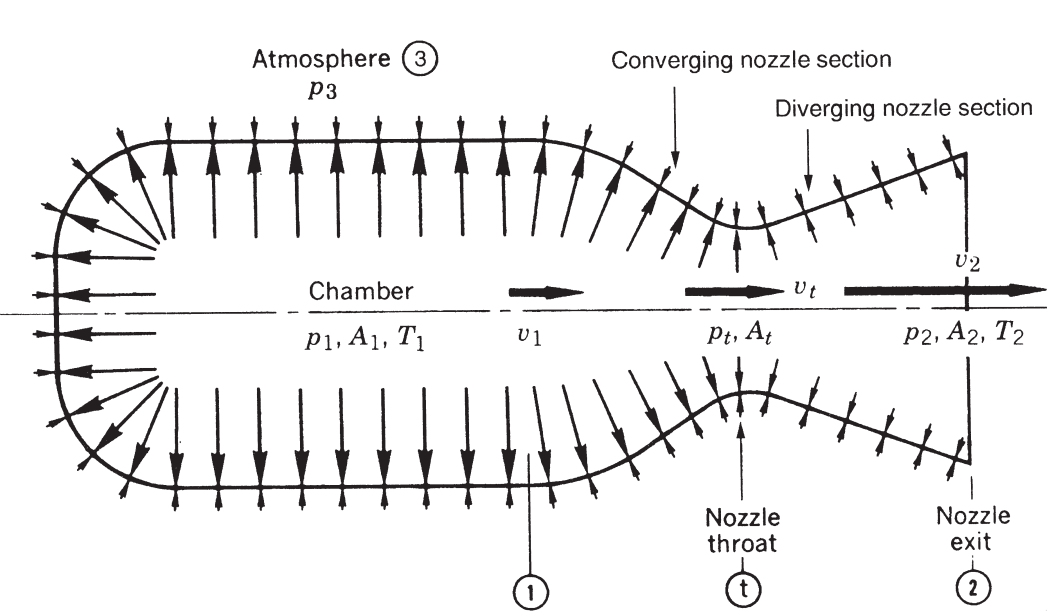 Atmosphere ③
p₃
Converging nozzle section
Diverging nozzle section
v₂
Chamber
v₁
vₜ
p₁, A₁, T₁
pₜ, Aₜ
p₂, A₂, T₂
Nozzle
throat
ⓣ
Nozzle
exit
②
①